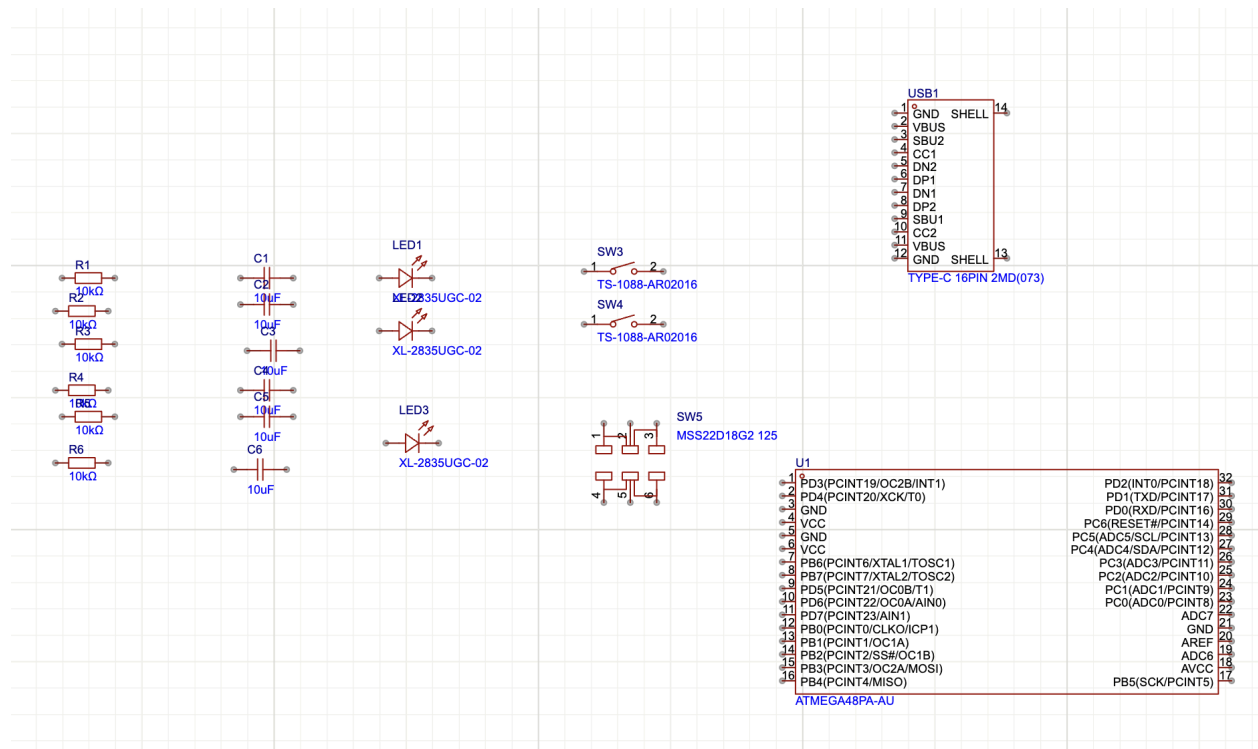 USB1
1 GND SHELL 14
2 VBUS
3 SBU2
4 CC1
5 DN2
6 DP1
7 DN1
8 DP2
9 SBU1
10 CC2
11 VBUS
12 GND SHELL 13
TYPE-C 16PIN 2MD(073)
R1
10kΩ
R2
10kΩ
R3
10kΩ
R4
10kΩ
R5
10kΩ
R6
10kΩ
C1
10uF
C2
10uF
C3
10uF
C4
10uF
C5
10uF
C6
10uF
LED1
XL-2835UGC-02
LED2
XL-2835UGC-02
LED3
XL-2835UGC-02
SW3
1 2
TS-1088-AR02016
SW4
1 2
TS-1088-AR02016
SW5
MSS22D18G2 125
1 2 3
4 5 6
U1
1 PD3(PCINT19/OC2B/INT1) PD2(INT0/PCINT18) 32
2 PD4(PCINT20/XCK/T0) PD1(TXD/PCINT17) 31
3 GND PD0(RXD/PCINT16) 30
4 VCC PC6(RESET#/PCINT14) 29
5 GND PC5(ADC5/SCL/PCINT13) 28
6 VCC PC4(ADC4/SDA/PCINT12) 27
7 PB6(PCINT6/XTAL1/TOSC1) PC3(ADC3/PCINT11) 26
8 PB7(PCINT7/XTAL2/TOSC2) PC2(ADC2/PCINT10) 25
9 PD5(PCINT21/OC0B/T1) PC1(ADC1/PCINT9) 24
10 PD6(PCINT22/OC0A/AIN0) PC0(ADC0/PCINT8) 23
11 PD7(PCINT23/AIN1) ADC7 22
12 PB0(PCINT0/CLKO/ICP1) GND 21
13 PB1(PCINT1/OC1A) AREF 20
14 PB2(PCINT2/SS#/OC1B) ADC6 19
15 PB3(PCINT3/OC2A/MOSI) AVCC 18
16 PB4(PCINT4/MISO) PB5(SCK/PCINT5) 17
ATMEGA48PA-AU